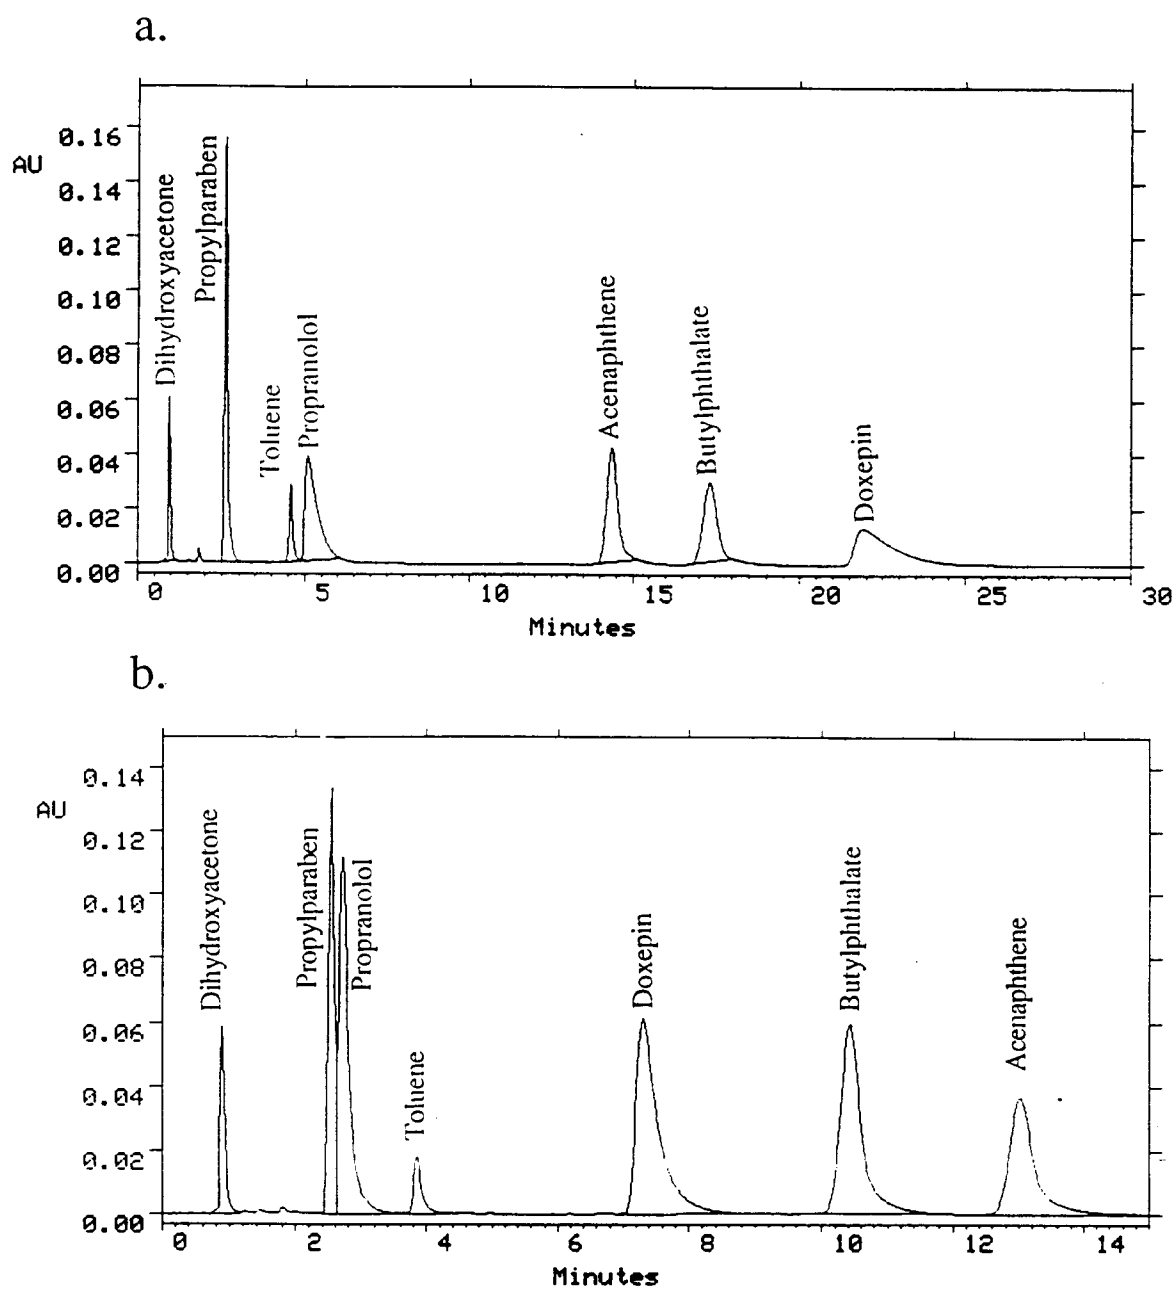 a.
0.16
AU
0.14
0.12
0.10
0.08
0.06
0.04
0.02
0.00
Dihydroxyacetone
Propylparaben
Toluene
Propranolol
Acenaphthene
Butylphthalate
Doxepin
0 5 10 15 20 25 30
Minutes
b.
0.14
AU
0.12
0.10
0.08
0.06
0.04
0.02
0.00
Dihydroxyacetone
Propylparaben
Propranolol
Toluene
Doxepin
Butylphthalate
Acenaphthene
0 2 4 6 8 10 12 14
Minutes